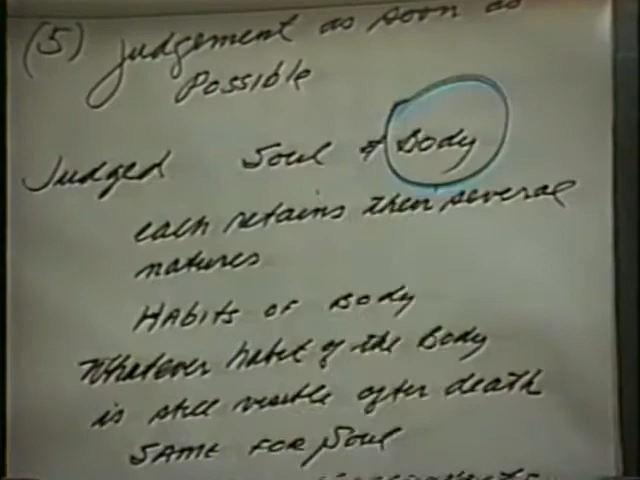 (5) Judgement as soon as
Possible
Judged Soul & Body
each retains their several
natures
Habits of Body
Whatever habit of the Body
is still visible after death
SAME FOR Soul